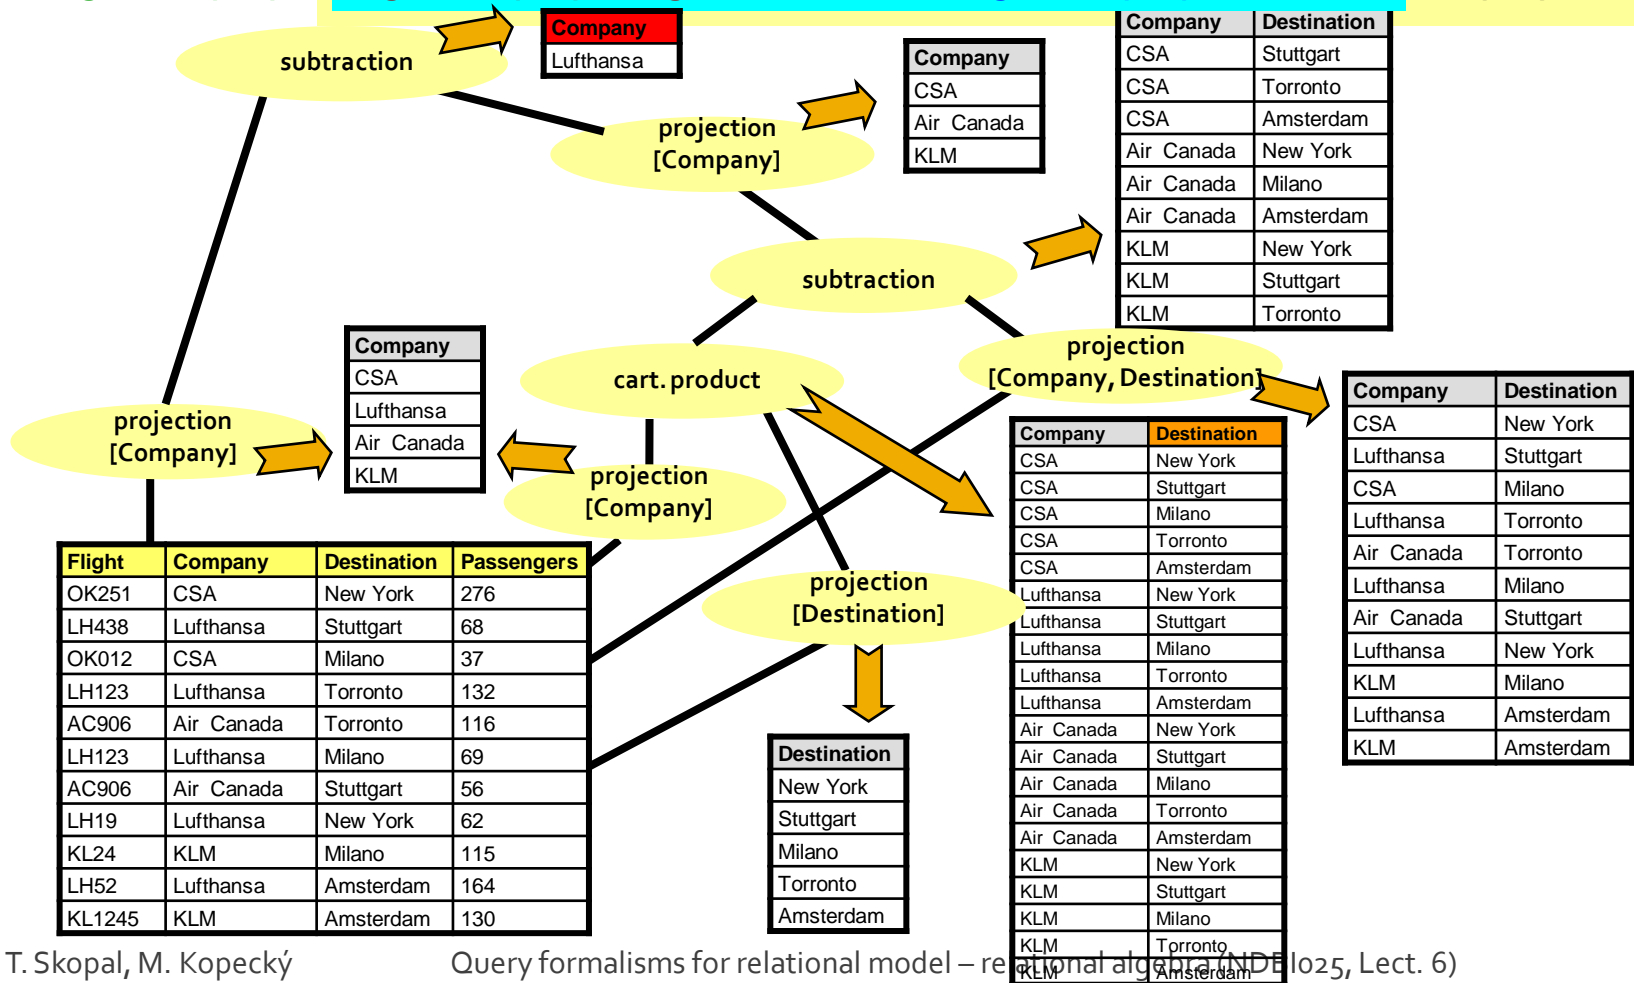 subtraction
Company
Lufthansa
projection
[Company]
Company
CSA
Air Canada
KLM
Company Destination
CSA Stuttgart
CSA Torronto
CSA Amsterdam
Air Canada New York
Air Canada Milano
Air Canada Amsterdam
KLM New York
KLM Stuttgart
KLM Torronto
subtraction
cart. product
projection
[Company, Destination]
Company
CSA
Lufthansa
Air Canada
KLM
projection
[Company]
projection
[Company]
Company Destination
CSA New York
Lufthansa Stuttgart
CSA Milano
Lufthansa Torronto
Air Canada Torronto
Lufthansa Milano
Air Canada Stuttgart
Lufthansa New York
KLM Milano
Lufthansa Amsterdam
KLM Amsterdam
Company Destination
CSA New York
CSA Stuttgart
CSA Milano
CSA Torronto
CSA Amsterdam
Lufthansa New York
Lufthansa Stuttgart
Lufthansa Milano
Lufthansa Torronto
Lufthansa Amsterdam
Air Canada New York
Air Canada Stuttgart
Air Canada Milano
Air Canada Torronto
Air Canada Amsterdam
KLM New York
KLM Stuttgart
KLM Milano
KLM Torronto
KLM Amsterdam
Flight Company Destination Passengers
OK251 CSA New York 276
LH438 Lufthansa Stuttgart 68
OK012 CSA Milano 37
LH123 Lufthansa Torronto 132
AC906 Air Canada Torronto 116
LH123 Lufthansa Milano 69
AC906 Air Canada Stuttgart 56
LH19 Lufthansa New York 62
KL24 KLM Milano 115
LH52 Lufthansa Amsterdam 164
KL1245 KLM Amsterdam 130
projection
[Destination]
Destination
New York
Stuttgart
Milano
Torronto
Amsterdam
T. Skopal, M. Kopecký
Query formalisms for relational model – relational algebra (NDBI025, Lect. 6)